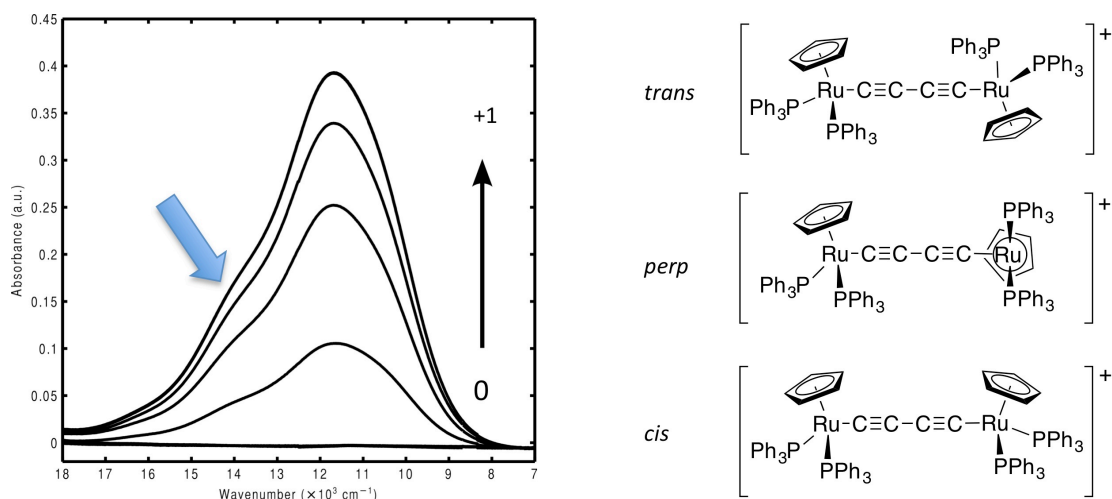 0.45
0.4
0.35
0.3
0.25
0.2
0.15
0.1
0.05
0
Absorbance (a.u.)
18 17 16 15 14 13 12 11 10 9 8 7
Wavenumber (×10³ cm⁻¹)
+1
0
trans
+
Ph₃P
PPh₃
Ru C≡C C≡C Ru
Ph₃P
PPh₃
perp
+
PPh₃
Ru C≡C C≡C Ru
Ph₃P
PPh₃
PPh₃
cis
+
Ru C≡C C≡C Ru
Ph₃P
PPh₃
PPh₃
PPh₃